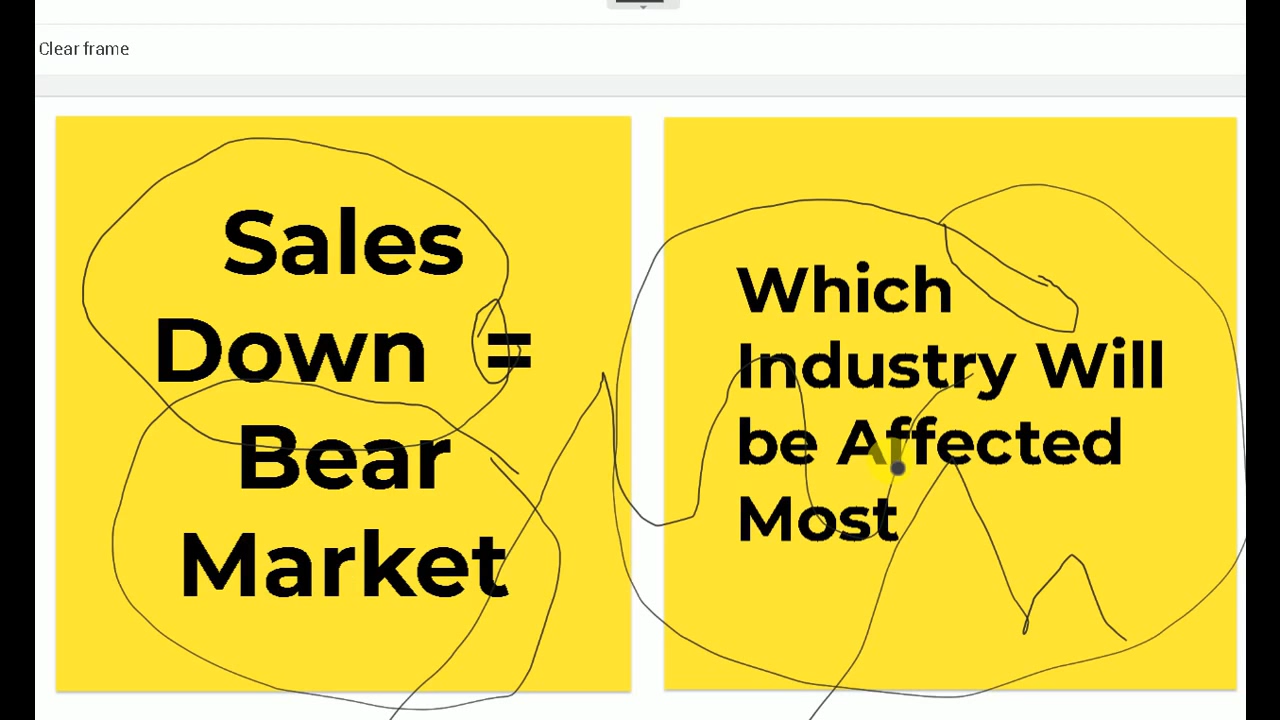 Clear frame
Sales
Down =
Bear
Market
Which
Industry Will
be Affected
Most